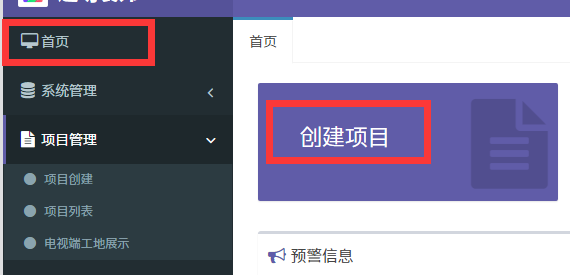 首页
系统管理
项目管理
项目创建
项目列表
电视端工地展示
首页
创建项目
预警信息